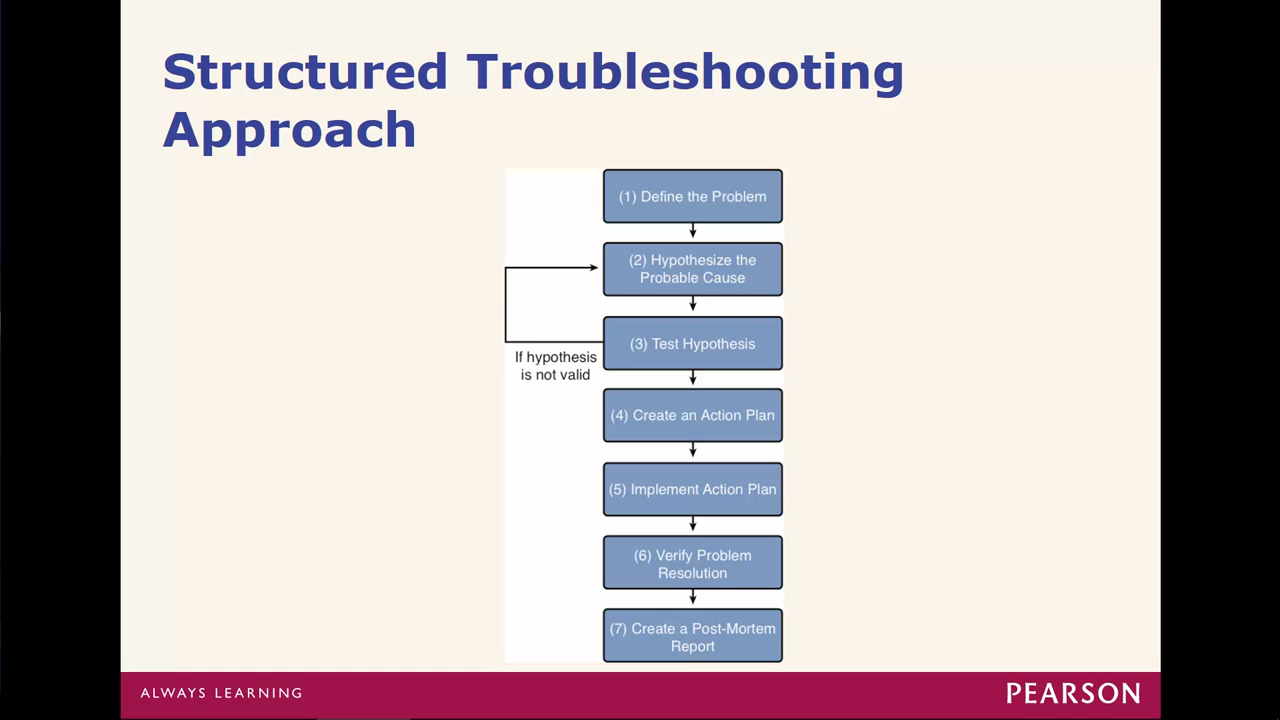 Structured Troubleshooting
Approach
(1) Define the Problem
(2) Hypothesize the
Probable Cause
(3) Test Hypothesis
If hypothesis
is not valid
(4) Create an Action Plan
(5) Implement Action Plan
(6) Verify Problem
Resolution
(7) Create a Post-Mortem
Report
ALWAYS LEARNING
PEARSON